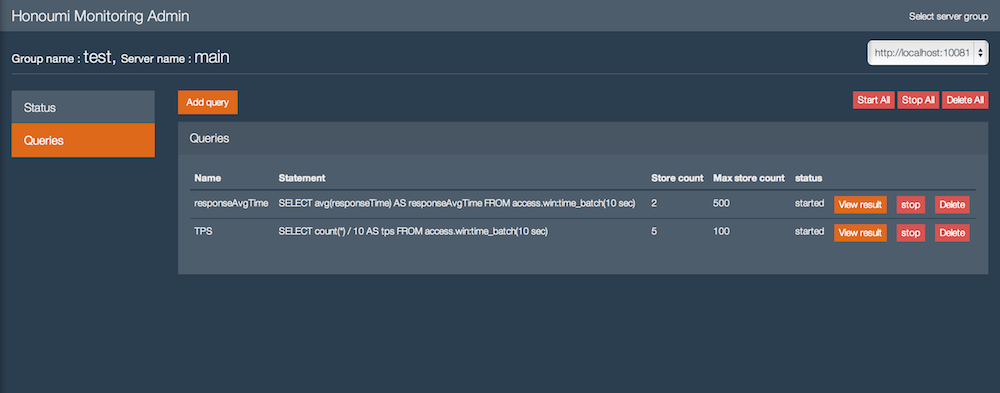 Honoumi Monitoring Admin Select server group
Group name : test, Server name : main http://localhost:10081
Status Add query Start All Stop All Delete All
Queries Queries
Name Statement Store count Max store count status
responseAvgTime SELECT avg(responseTime) AS responseAvgTime FROM access.win:time_batch(10 sec) 2 500 started View result stop Delete
TPS SELECT count(*) / 10 AS tps FROM access.win:time_batch(10 sec) 5 100 started View result stop Delete